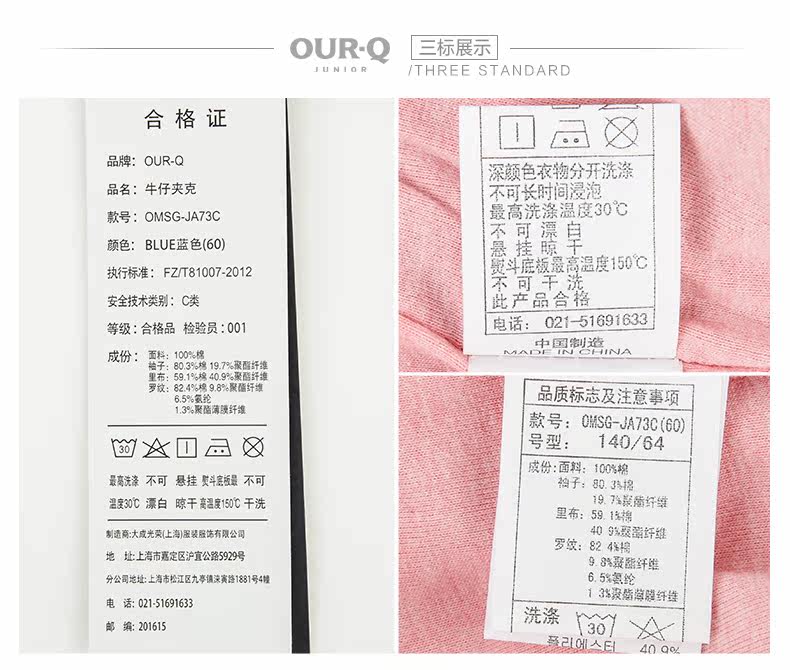 OUR-Q
JUNIOR
三标展示
/THREE STANDARD
合格证
品牌：OUR-Q
品名：牛仔夹克
款号：OMSG-JA73C
颜色：BLUE蓝色(60)
执行标准：FZ/T81007-2012
安全技术类别：C类
等级：合格品 检验员：001
成份：面料：100%棉
袖子：80.3%棉 19.7%聚酯纤维
里布：59.1%棉 40.9%聚酯纤维
罗纹：82.4%棉 9.8%聚酯纤维
6.5%氨纶
1.3%聚酯薄膜纤维
30
最高洗涤 不可 悬挂 熨斗底板最 不可
温度30℃ 漂白 晾干 高温度150℃ 干洗
制造商：大成光荣(上海)服装服饰有限公司
地 址：上海市嘉定区沪宜公路5929号
分公司地址：上海市松江区九亭镇涞寅路1881号4幢
电 话：021-51691633
邮 编：201615
深颜色衣物分开洗涤
不可长时间浸泡
最高洗涤温度30℃
不可漂白
悬挂晾干
熨斗底板最高温度150℃
不可干洗
此产品合格
电话：021-51691633
中国制造
MADE IN CHINA
品质标志及注意事项
款号：OMSG-JA73C(60)
号型：140/64
成份：面料：100%棉
袖子：80.3%棉
19.7%聚酯纤维
里布：59.1%棉
40.9%聚酯纤维
罗纹：82.4%棉
9.8%聚酯纤维
6.5%氨纶
1.3%聚酯薄膜纤维
洗涤
30
폴리에스터 40.9%